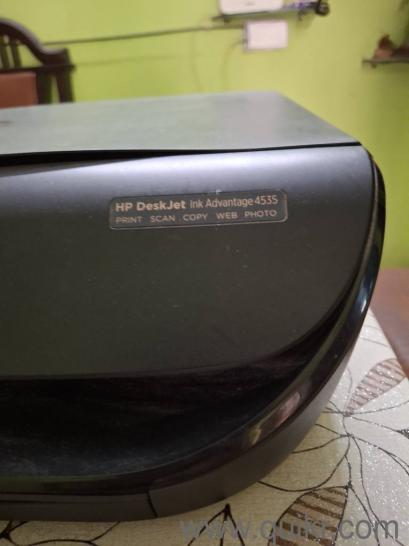 HP DeskJet Ink Advantage 4535
PRINT SCAN COPY WEB PHOTO
www.quikr.com